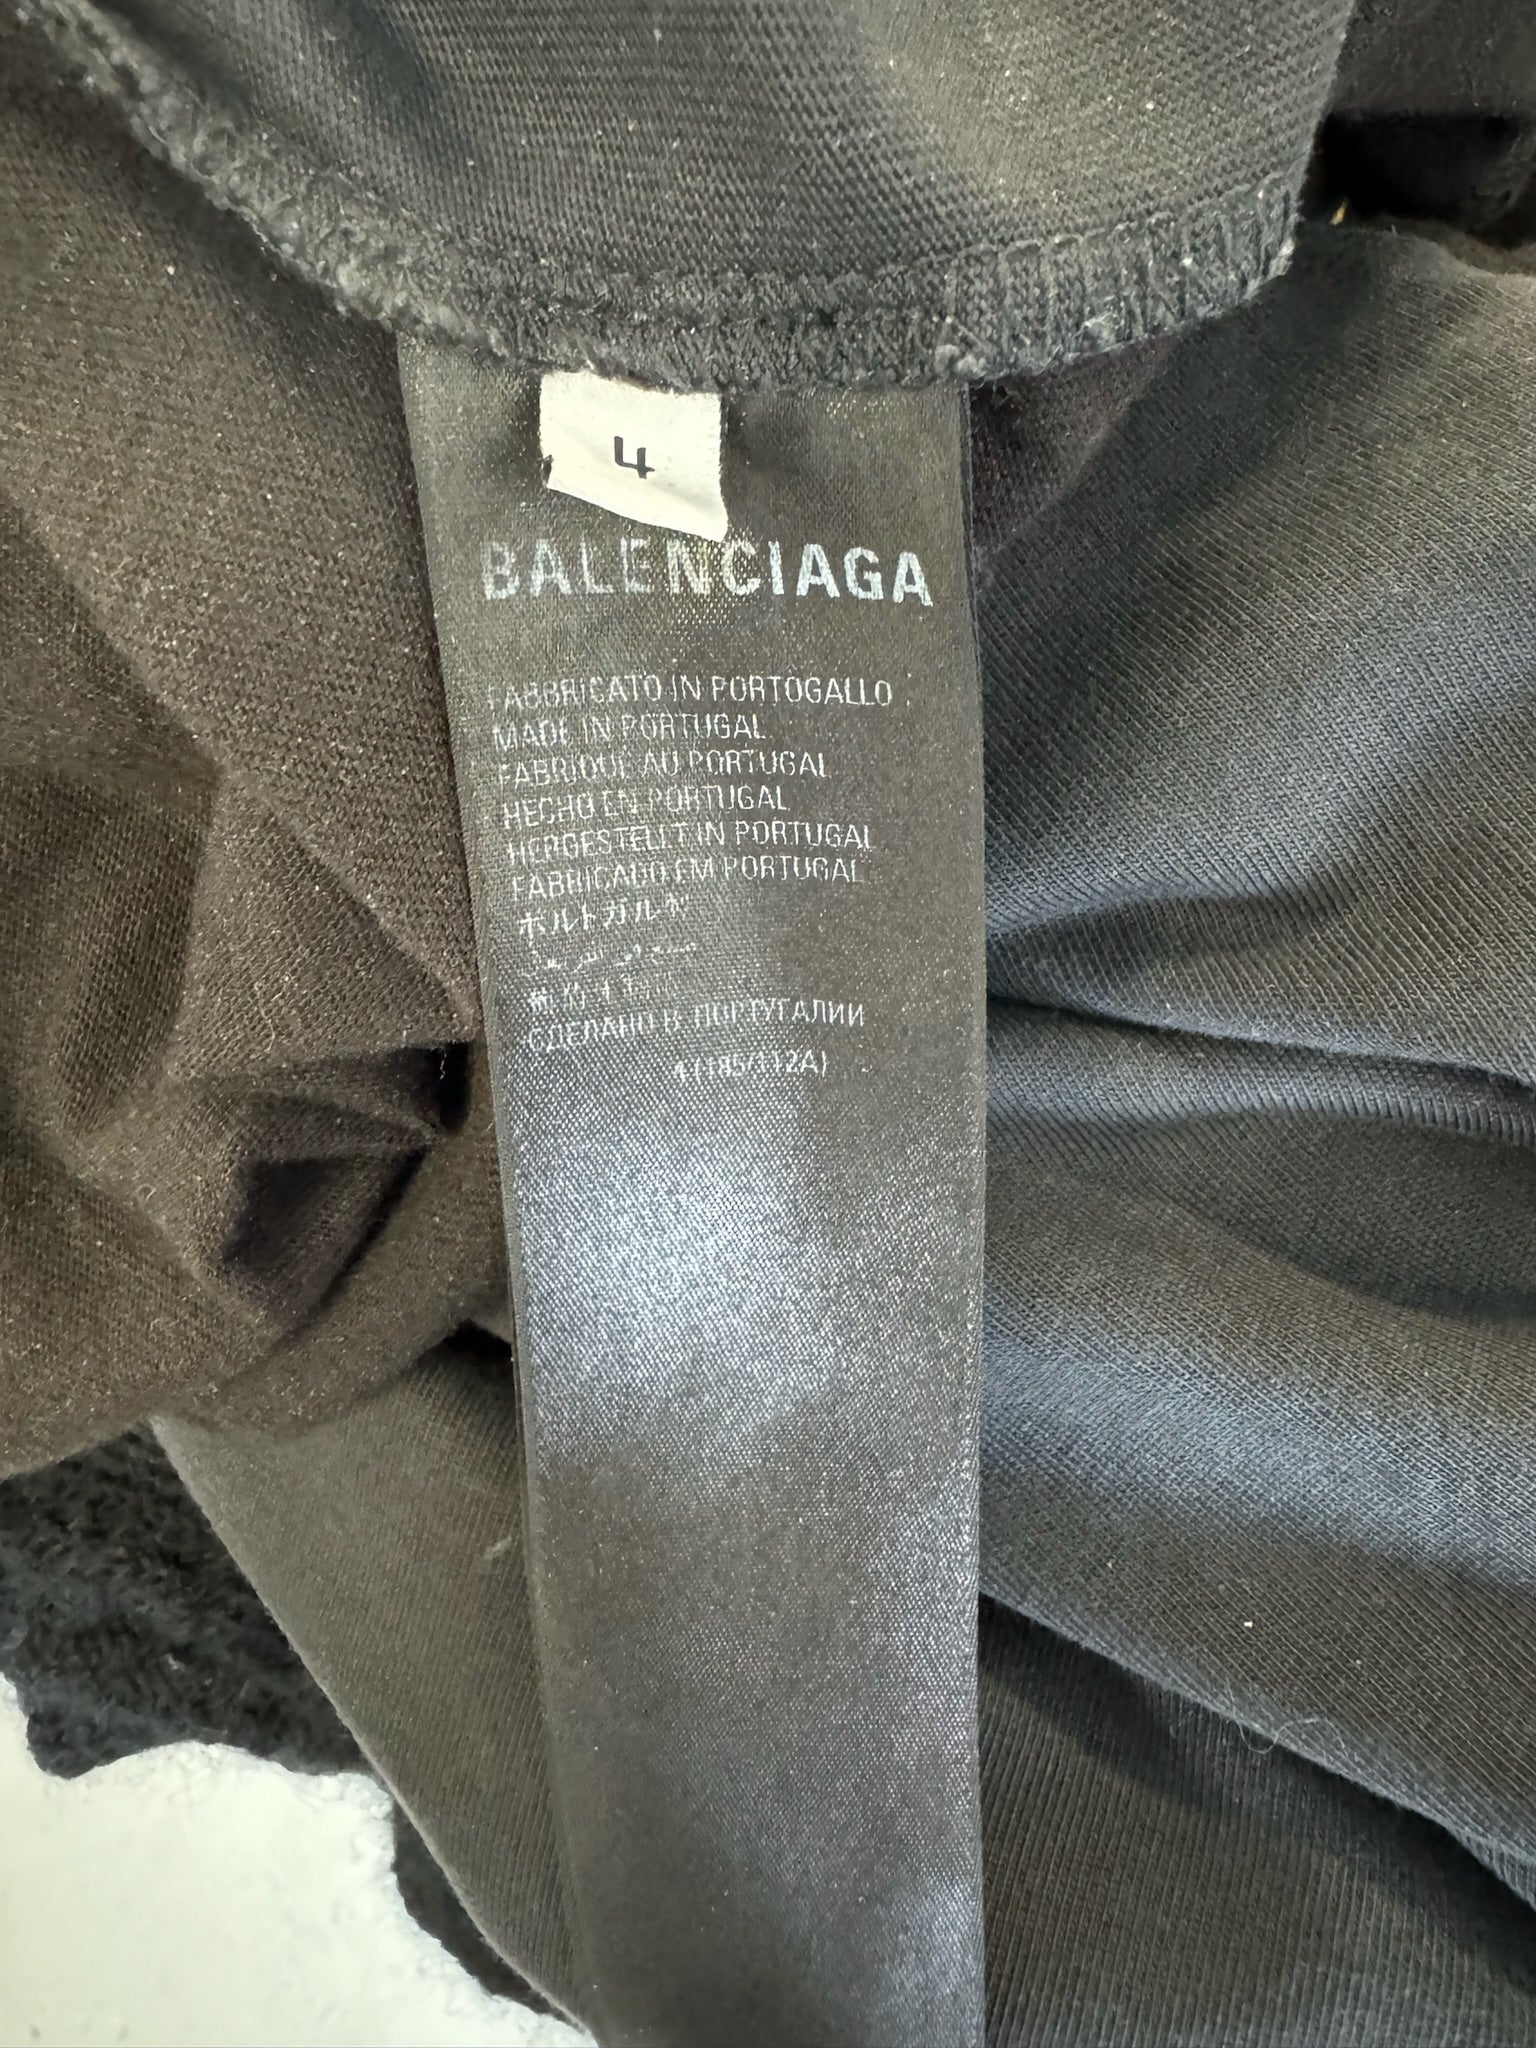 4
BALENCIAGA
FABBRICATO IN PORTOGALLO
MADE IN PORTUGAL
FABRIQUÉ AU PORTUGAL
HECHO EN PORTUGAL
HERGESTELLT IN PORTUGAL
FABRICADO EM PORTUGAL
ポルトガル製
СДЕЛАНО В ПОРТУГАЛИИ
4 (185/112A)